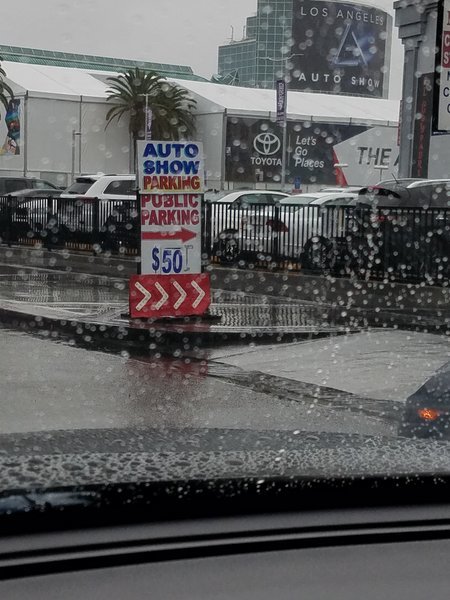 LOS ANGELES
AUTO SHOW
TOYOTA
Let's
Go
Places
THE
AUTO
SHOW
PARKING
PUBLIC
PARKING
$50